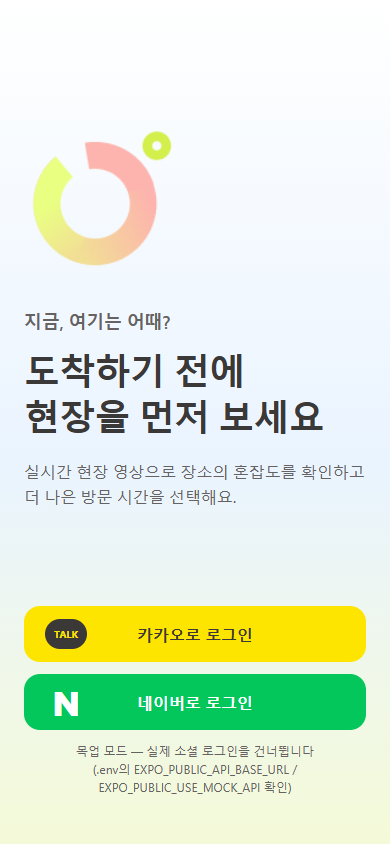 지금, 여기는 어때?
도착하기 전에
현장을 먼저 보세요
실시간 현장 영상으로 장소의 혼잡도를 확인하고
더 나은 방문 시간을 선택해요.
TALK
카카오로 로그인
N
네이버로 로그인
목업 모드 — 실제 소셜 로그인을 건너뜁니다
(.env의 EXPO_PUBLIC_API_BASE_URL /
EXPO_PUBLIC_USE_MOCK_API 확인)